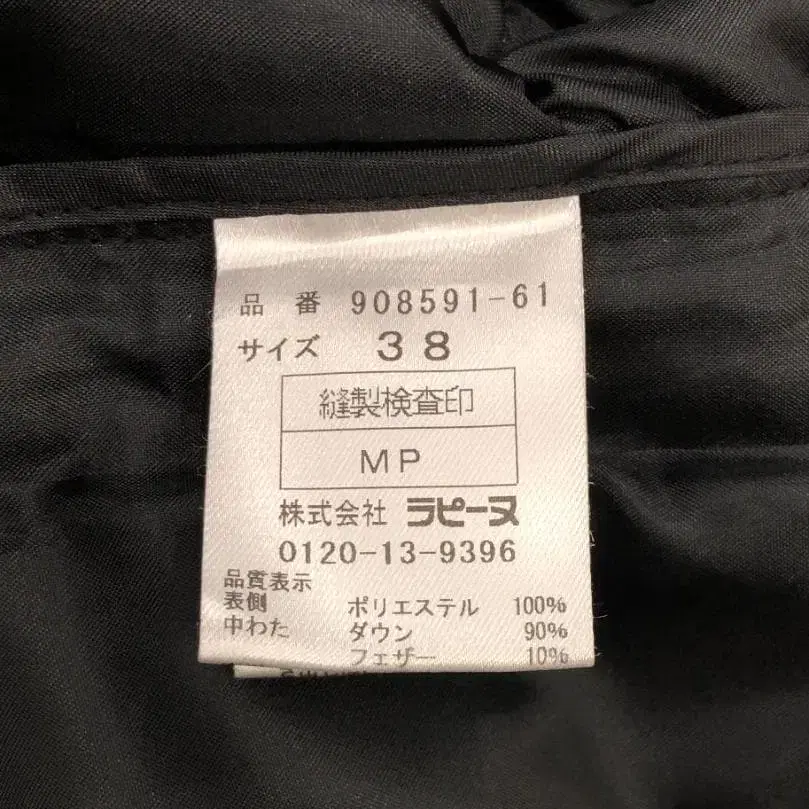 品 番 908591-61
サイズ 38
縫製検査印
MP
株式会社 ラピーヌ
0120-13-9396
品質表示
表側 ポリエステル 100%
中わた ダウン 90%
フェザー 10%